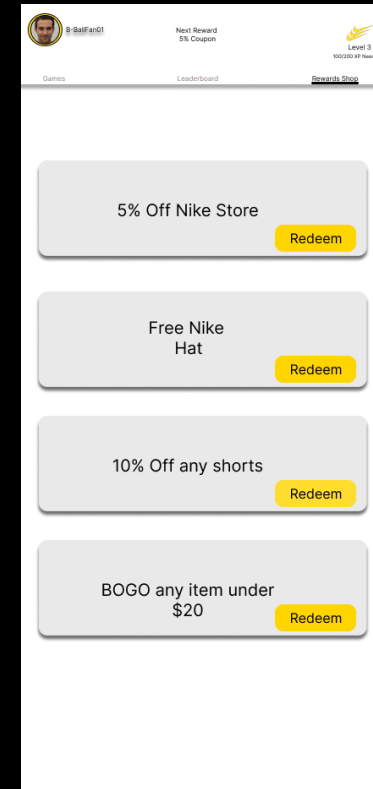 B-BallFan01
Next Reward
5% Coupon
Level 3
100/200 XP
Games
Leaderboard
Rewards Shop
5% Off Nike Store
Redeem
Free Nike
Hat
Redeem
10% Off any shorts
Redeem
BOGO any item under
$20
Redeem